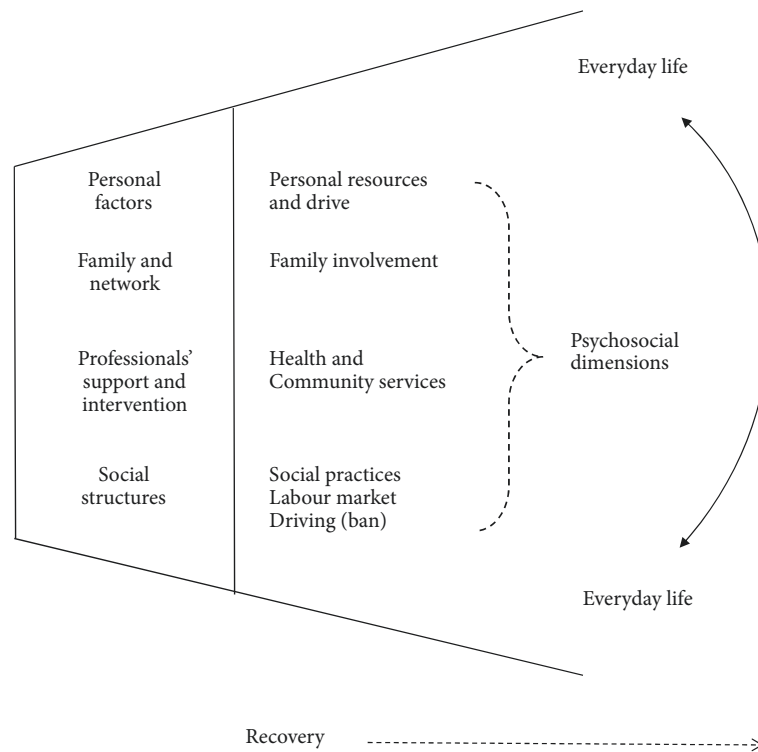 Everyday life
Personal
factors
Personal resources
and drive
Family and
network
Family involvement
Professionals'
support and
intervention
Health and
Community services
Psychosocial
dimensions
Social
structures
Social practices
Labour market
Driving (ban)
Everyday life
Recovery